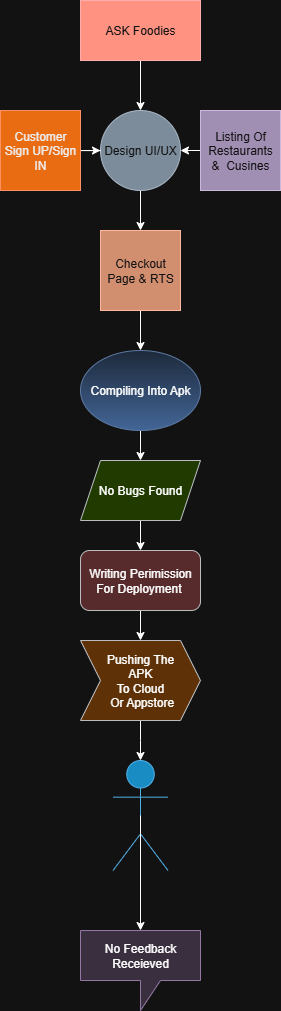 ASK Foodies
Customer
Sign UP/Sign
IN
Design UI/UX
Listing Of
Restaurants
& Cusines
Checkout
Page & RTS
Compiling Into Apk
No Bugs Found
Writing Perimission
For Deployment
Pushing The
APK
To Cloud
Or Appstore
No Feedback
Receieved